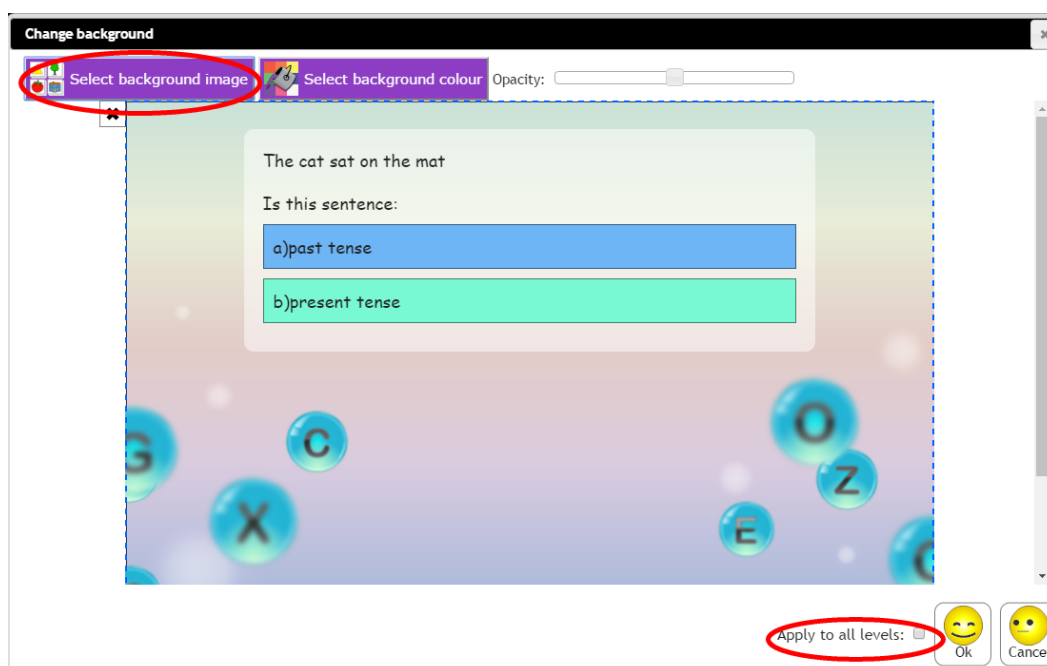 Change background
Select background image Select background colour Opacity:
The cat sat on the mat
Is this sentence:
a)past tense
b)present tense
G C O
X Z
E
Apply to all levels: Ok Cance